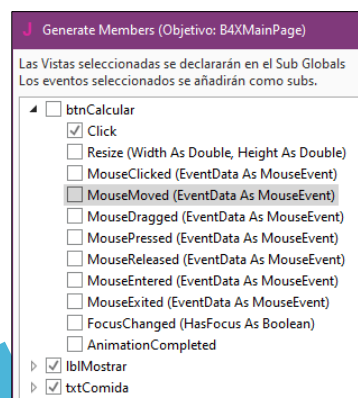 J Generate Members (Objetivo: B4XMainPage)
Las Vistas seleccionadas se declararán en el Sub Globals
Los eventos seleccionados se añadirán como subs.
btnCalcular
Click
Resize (Width As Double, Height As Double)
MouseClicked (EventData As MouseEvent)
MouseMoved (EventData As MouseEvent)
MouseDragged (EventData As MouseEvent)
MousePressed (EventData As MouseEvent)
MouseReleased (EventData As MouseEvent)
MouseEntered (EventData As MouseEvent)
MouseExited (EventData As MouseEvent)
FocusChanged (HasFocus As Boolean)
AnimationCompleted
lblMostrar
txtComida